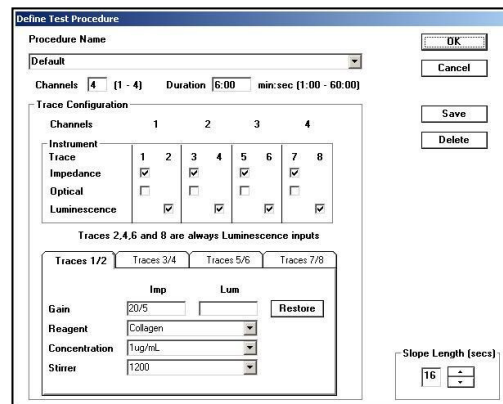 Define Test Procedure
Procedure Name
OK
Default
Cancel
Channels 4 (1 - 4) Duration 6:00 min:sec (1:00 - 60:00)
Trace Configuration
Save
Channels 1 2 3 4
Delete
Instrument
Trace 1 2 3 4 5 6 7 8
Impedance
Optical
Luminescence
Traces 2,4,6 and 8 are always Luminescence inputs
Traces 1/2 Traces 3/4 Traces 5/6 Traces 7/8
Imp Lum
Gain 20/5 Restore
Reagent Collagen
Concentration 1ug/mL
Stirrer 1200
Slope Length (secs)
16